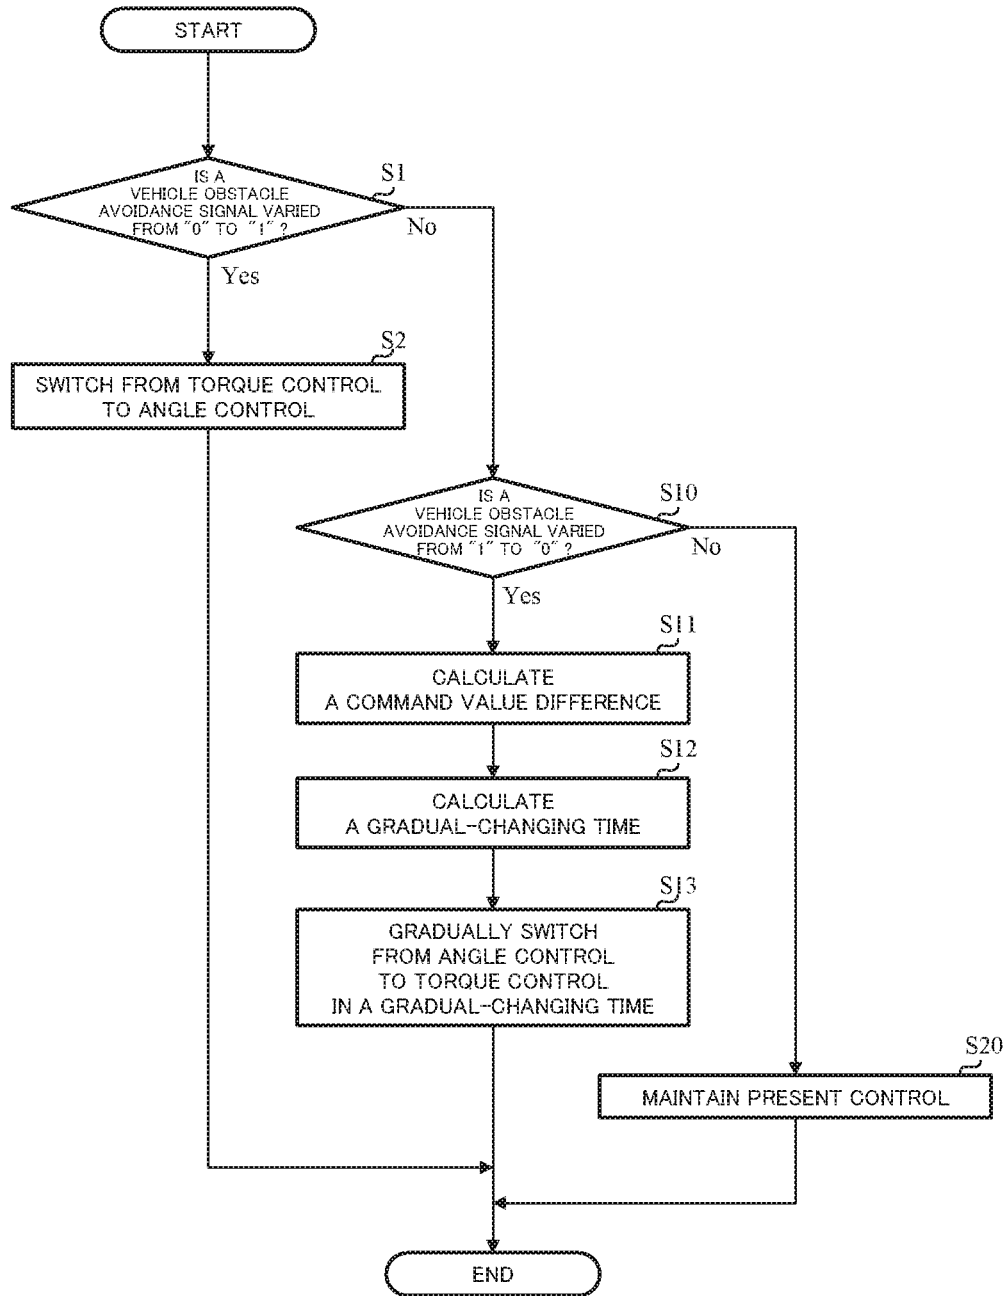 START
S1
IS A
VEHICLE OBSTACLE
AVOIDANCE SIGNAL VARIED
FROM "0" TO "1" ?
No
Yes
S2
SWITCH FROM TORQUE CONTROL
TO ANGLE CONTROL
S10
IS A
VEHICLE OBSTACLE
AVOIDANCE SIGNAL VARIED
FROM "1" TO "0" ?
No
Yes
S11
CALCULATE
A COMMAND VALUE DIFFERENCE
S12
CALCULATE
A GRADUAL-CHANGING TIME
S13
GRADUALLY SWITCH
FROM ANGLE CONTROL
TO TORQUE CONTROL
IN A GRADUAL-CHANGING TIME
S20
MAINTAIN PRESENT CONTROL
END